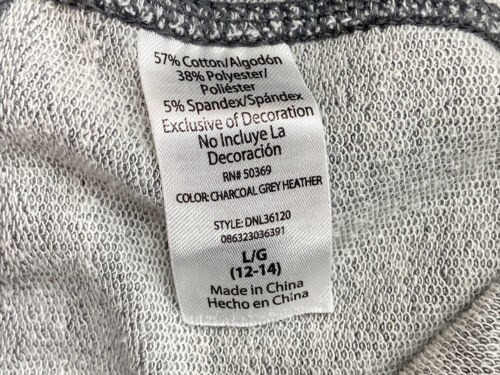 57% Cotton/Algodón
38% Polyester/
Poliéster
5% Spandex/Spándex
Exclusive of Decoration
No Incluye La
Decoración
RN# 50369
COLOR: CHARCOAL GREY HEATHER
STYLE: DNL36120
086323036391
L/G
(12-14)
Made in China
Hecho en China